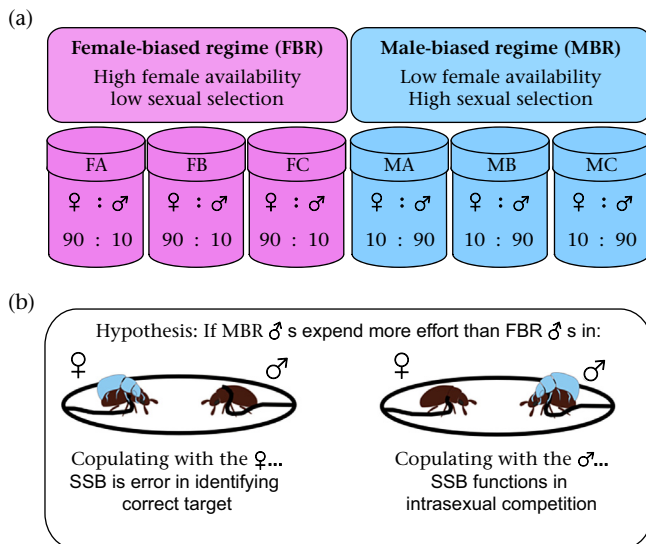 (a)
Female-biased regime (FBR)
High female availability
low sexual selection
Male-biased regime (MBR)
Low female availability
High sexual selection
FA
FB
FC
MA
MB
MC
♀ : ♂
♀ : ♂
♀ : ♂
♀ : ♂
♀ : ♂
♀ : ♂
90 : 10
90 : 10
90 : 10
10 : 90
10 : 90
10 : 90
(b)
Hypothesis: If MBR ♂s expend more effort than FBR ♂s in:
♀
♂
Copulating with the ♀...
SSB is error in identifying
correct target
♀
♂
Copulating with the ♂...
SSB functions in
intrasexual competition